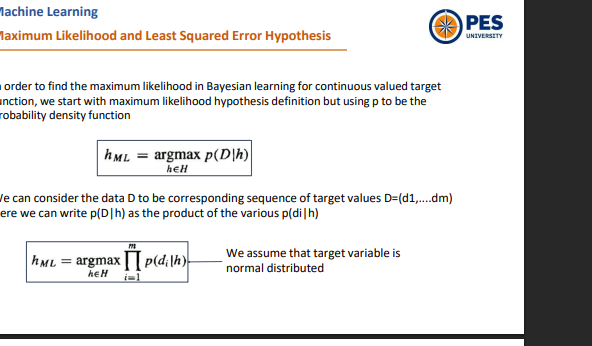 Machine Learning
Maximum Likelihood and Least Squared Error Hypothesis
PES
UNIVERSITY
order to find the maximum likelihood in Bayesian learning for continuous valued target
unction, we start with maximum likelihood hypothesis definition but using p to be the
robability density function
h_ML = argmax p(D|h)
h∈H
e can consider the data D to be corresponding sequence of target values D=(d1,....dm)
ere we can write p(D|h) as the product of the various p(di|h)
h_ML = argmax ∏ p(d_i|h)
h∈H i=1 m
We assume that target variable is
normal distributed